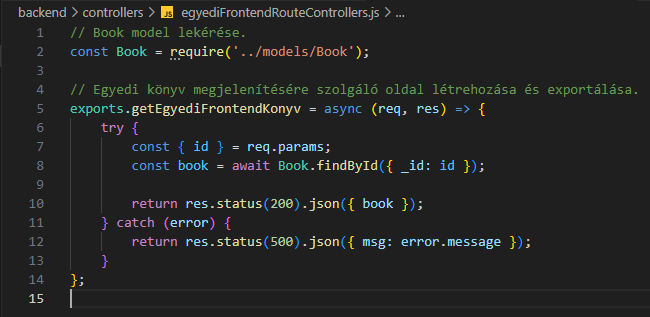 backend > controllers > JS egyediFrontendRouteControllers.js > ...
1 // Book model lekérése.
2 const Book = require('../models/Book');
3
4 // Egyedi könyv megjelenítésére szolgáló oldal létrehozása és exportálása.
5 exports.getEgyediFrontendKonyv = async (req, res) => {
6 try {
7 const { id } = req.params;
8 const book = await Book.findById({ _id: id });
9
10 return res.status(200).json({ book });
11 } catch (error) {
12 return res.status(500).json({ msg: error.message });
13 }
14 };
15